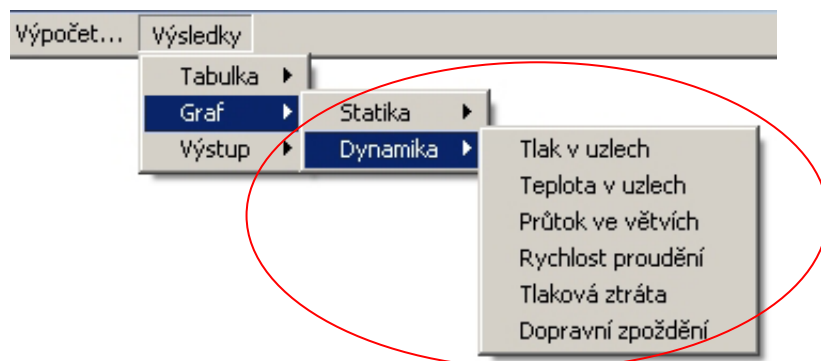 Výpočet... Výsledky
Tabulka
Graf
Výstup
Statika
Dynamika
Tlak v uzlech
Teplota v uzlech
Průtok ve větvích
Rychlost proudění
Tlaková ztráta
Dopravní zpoždění